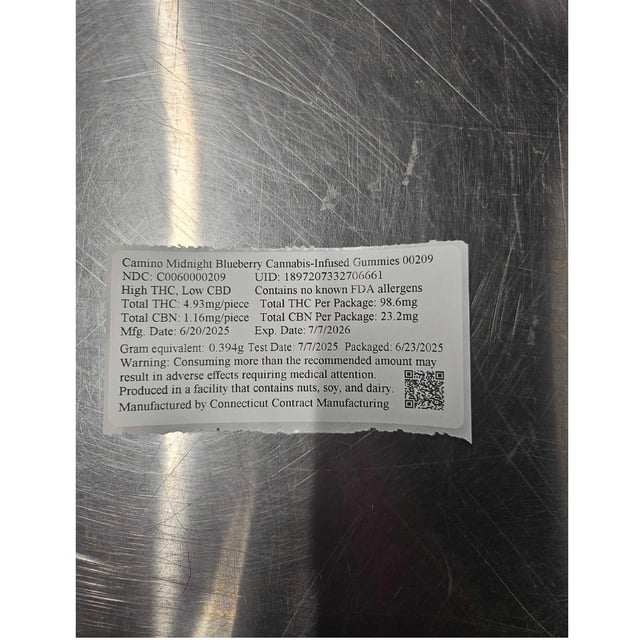 Camino Midnight Blueberry Cannabis-Infused Gummies 00209
NDC: C0060000209 UID: 1897207332706661
High THC, Low CBD Contains no known FDA allergens
Total THC: 4.93mg/piece Total THC Per Package: 98.6mg
Total CBN: 1.16mg/piece Total CBN Per Package: 23.2mg
Mfg. Date: 6/20/2025 Exp. Date: 7/7/2026
Gram equivalent: 0.394g Test Date: 7/7/2025 Packaged: 6/23/2025
Warning: Consuming more than the recommended amount may
result in adverse effects requiring medical attention.
Produced in a facility that contains nuts, soy, and dairy.
Manufactured by Connecticut Contract Manufacturing